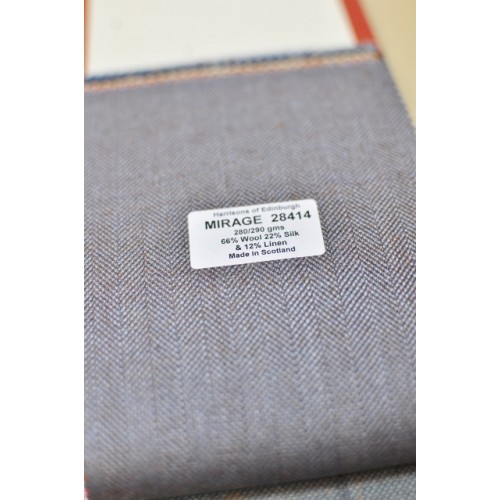 Harrisons of Edinburgh
MIRAGE 28414
280/290 gms
66% Wool 22% Silk
& 12% Linen
Made in Scotland